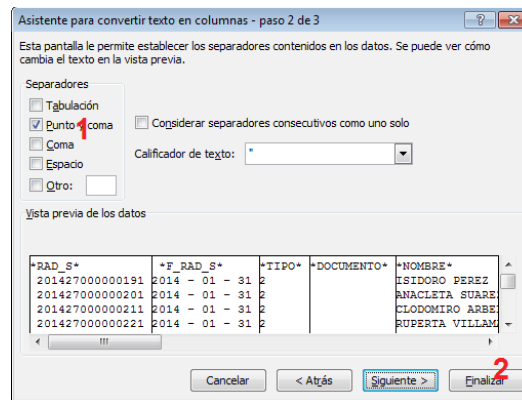 Asistente para convertir texto en columnas - paso 2 de 3
Esta pantalla le permite establecer los separadores contenidos en los datos. Se puede ver cómo
cambia el texto en la vista previa.
Separadores
Tabulación
Punto y coma
1
Coma
Espacio
Otro:
Considerar separadores consecutivos como uno solo
Calificador de texto: "
Vista previa de los datos
*RAD_S* *F_RAD_S* *TIPO* *DOCUMENTO* *NOMBRE*
201427000000191 2014 - 01 - 31 2 ISIDORO PEREZ
201427000000201 2014 - 01 - 31 2 ANACLETA SUARE
201427000000211 2014 - 01 - 31 2 CLODOMIRO ARBE
201427000000221 2014 - 01 - 31 2 RUPERTA VILLAM
2
Cancelar < Atrás Siguiente > Finalizar